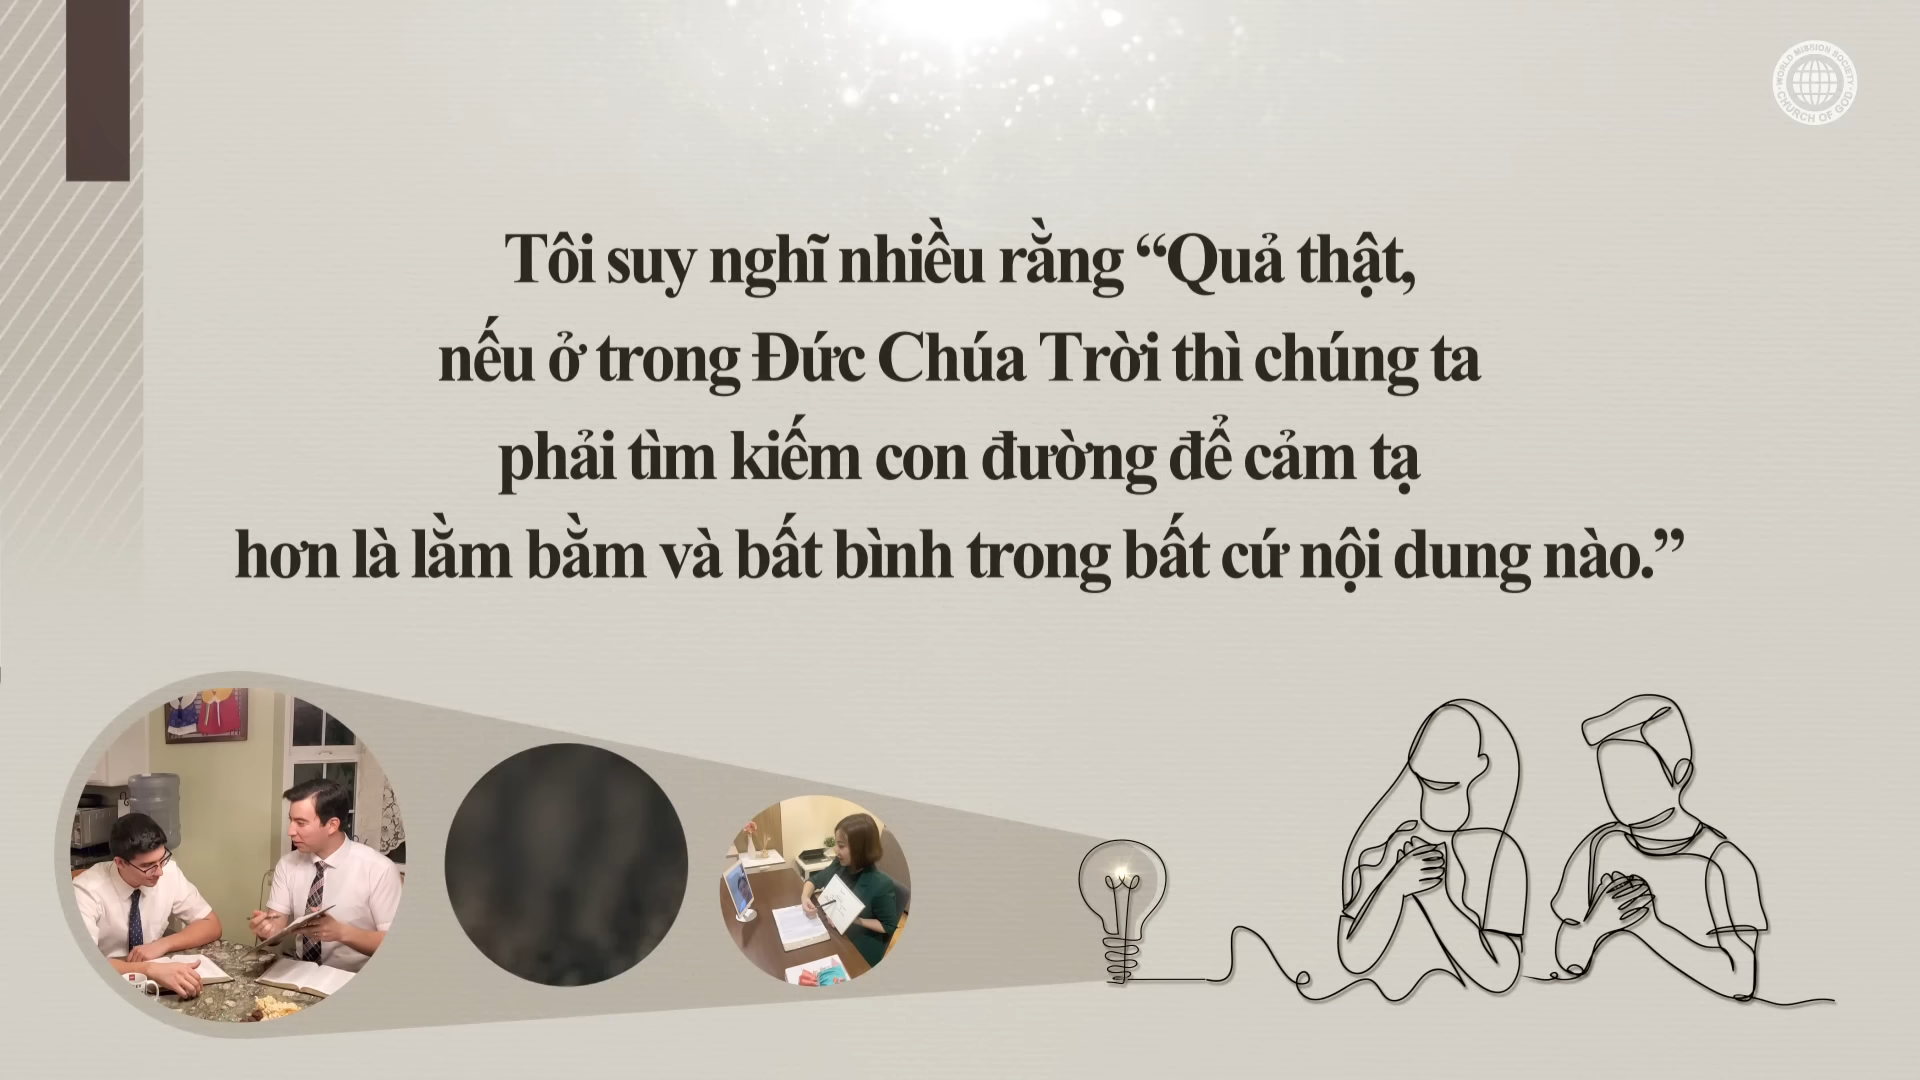 WORLD MISSION SOCIETY
CHURCH OF GOD
Tôi suy nghĩ nhiều rằng “Quả thật,
nếu ở trong Đức Chúa Trời thì chúng ta
phải tìm kiếm con đường để cảm tạ
hơn là lằm bằm và bất bình trong bất cứ nội dung nào.”